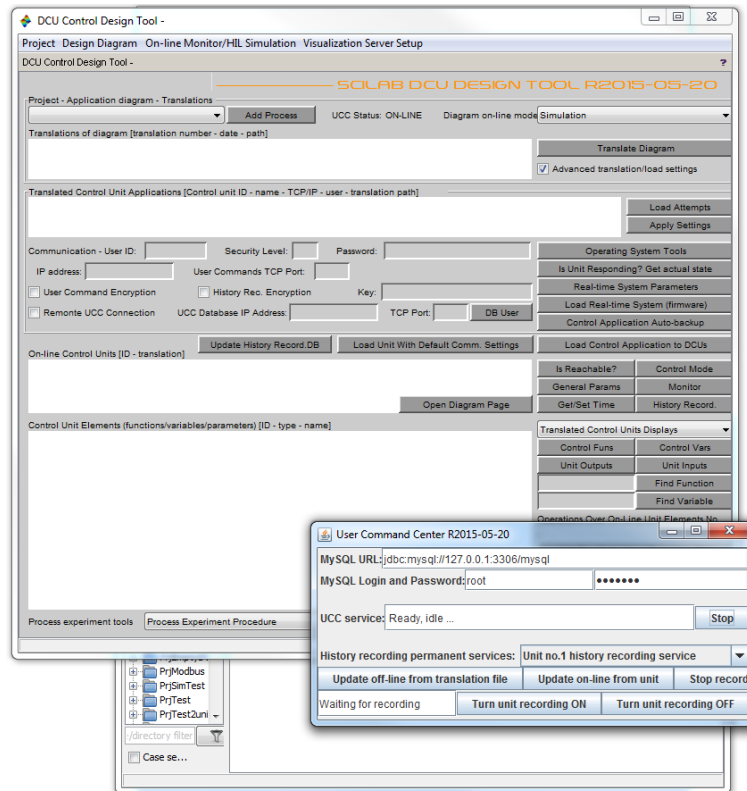 DCU Control Design Tool -
Project Design Diagram On-line Monitor/HIL Simulation Visualization Server Setup
DCU Control Design Tool - ?
SOLAB DCU DESIGN TOOL R2015-05-20
Project - Application diagram - Translations
Add Process UCC Status: ON-LINE Diagram on-line mode Simulation
Translations of diagram [translation number - date - path]
Translate Diagram
Advanced translation/load settings
Translated Control Unit Applications [Control unit ID - name - TCP/IP - user - translation path]
Load Attempts
Apply Settings
Communication - User ID: Security Level: Password: Operating System Tools
IP address: User Commands TCP Port: Is Unit Responding? Get actual state
User Command Encryption History Rec. Encryption Key: Real-time System Parameters
Load Real-time System (firmware)
Remonte UCC Connection UCC Database IP Address: TCP Port: DB User
Control Application Auto-backup
Update History Record.DB Load Unit With Default Comm. Settings Load Control Application to DCUs
On-line Control Units [ID - translation]
Is Reachable? Control Mode
General Params Monitor
Open Diagram Page Get/Set Time History Record.
Control Unit Elements (functions/variables/parameters) [ID - type - name] Translated Control Units Displays
Control Funs Control Vars
Unit Outputs Unit Inputs
Find Function
Find Variable
Operations Over On-Line Unit Elements No
User Command Center R2015-05-20
MySQL URL: jdbc:mysql://127.0.0.1:3306/mysql
MySQL Login and Password: root •••••••
UCC service: Ready, idle ... Stop
Process experiment tools Process Experiment Procedure
History recording permanent services: Unit no.1 history recording service
Update off-line from translation file Update on-line from unit Stop record
Waiting for recording Turn unit recording ON Turn unit recording OFF
PrjModbus
PrjSimTest
PrjTest
PrjTest2uni
/directory filter
Case se...